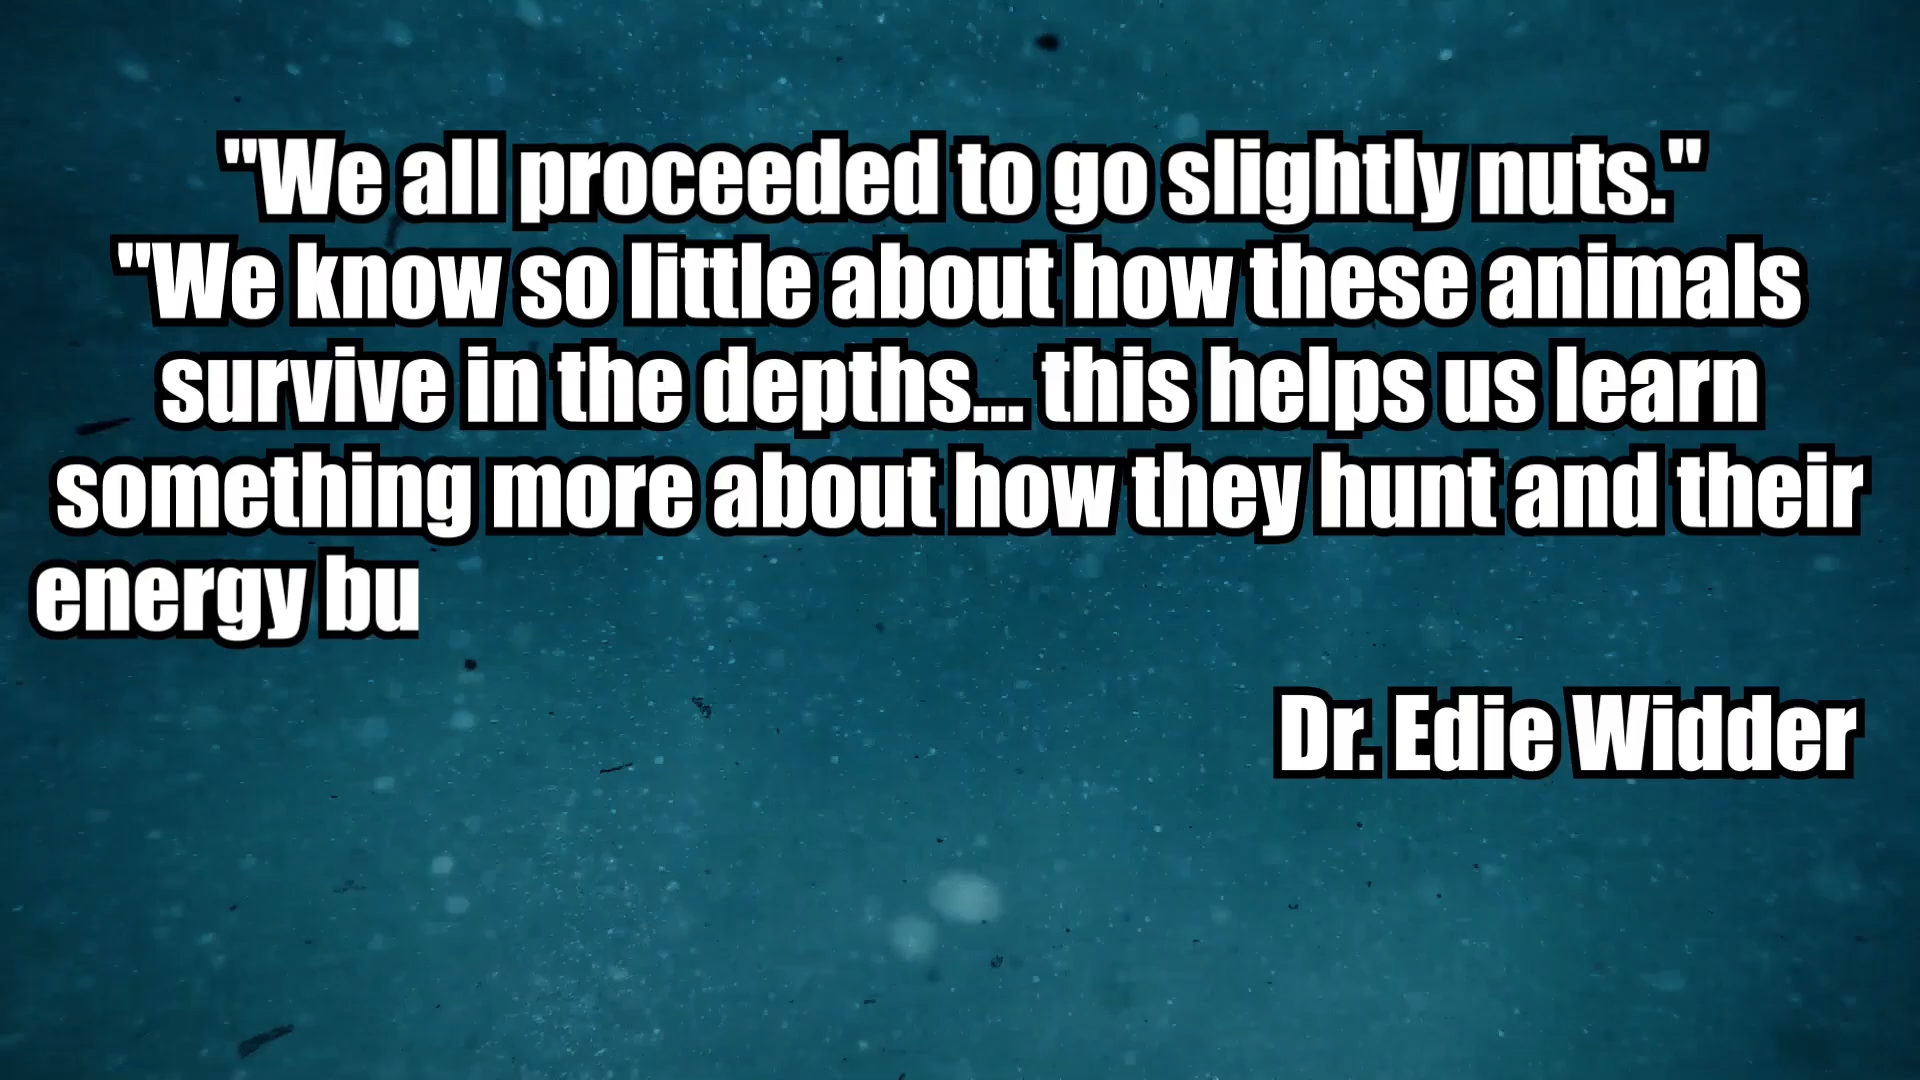 "We all proceeded to go slightly nuts."
"We know so little about how these animals
survive in the depths... this helps us learn
something more about how they hunt and their
energy bu
Dr. Edie Widder